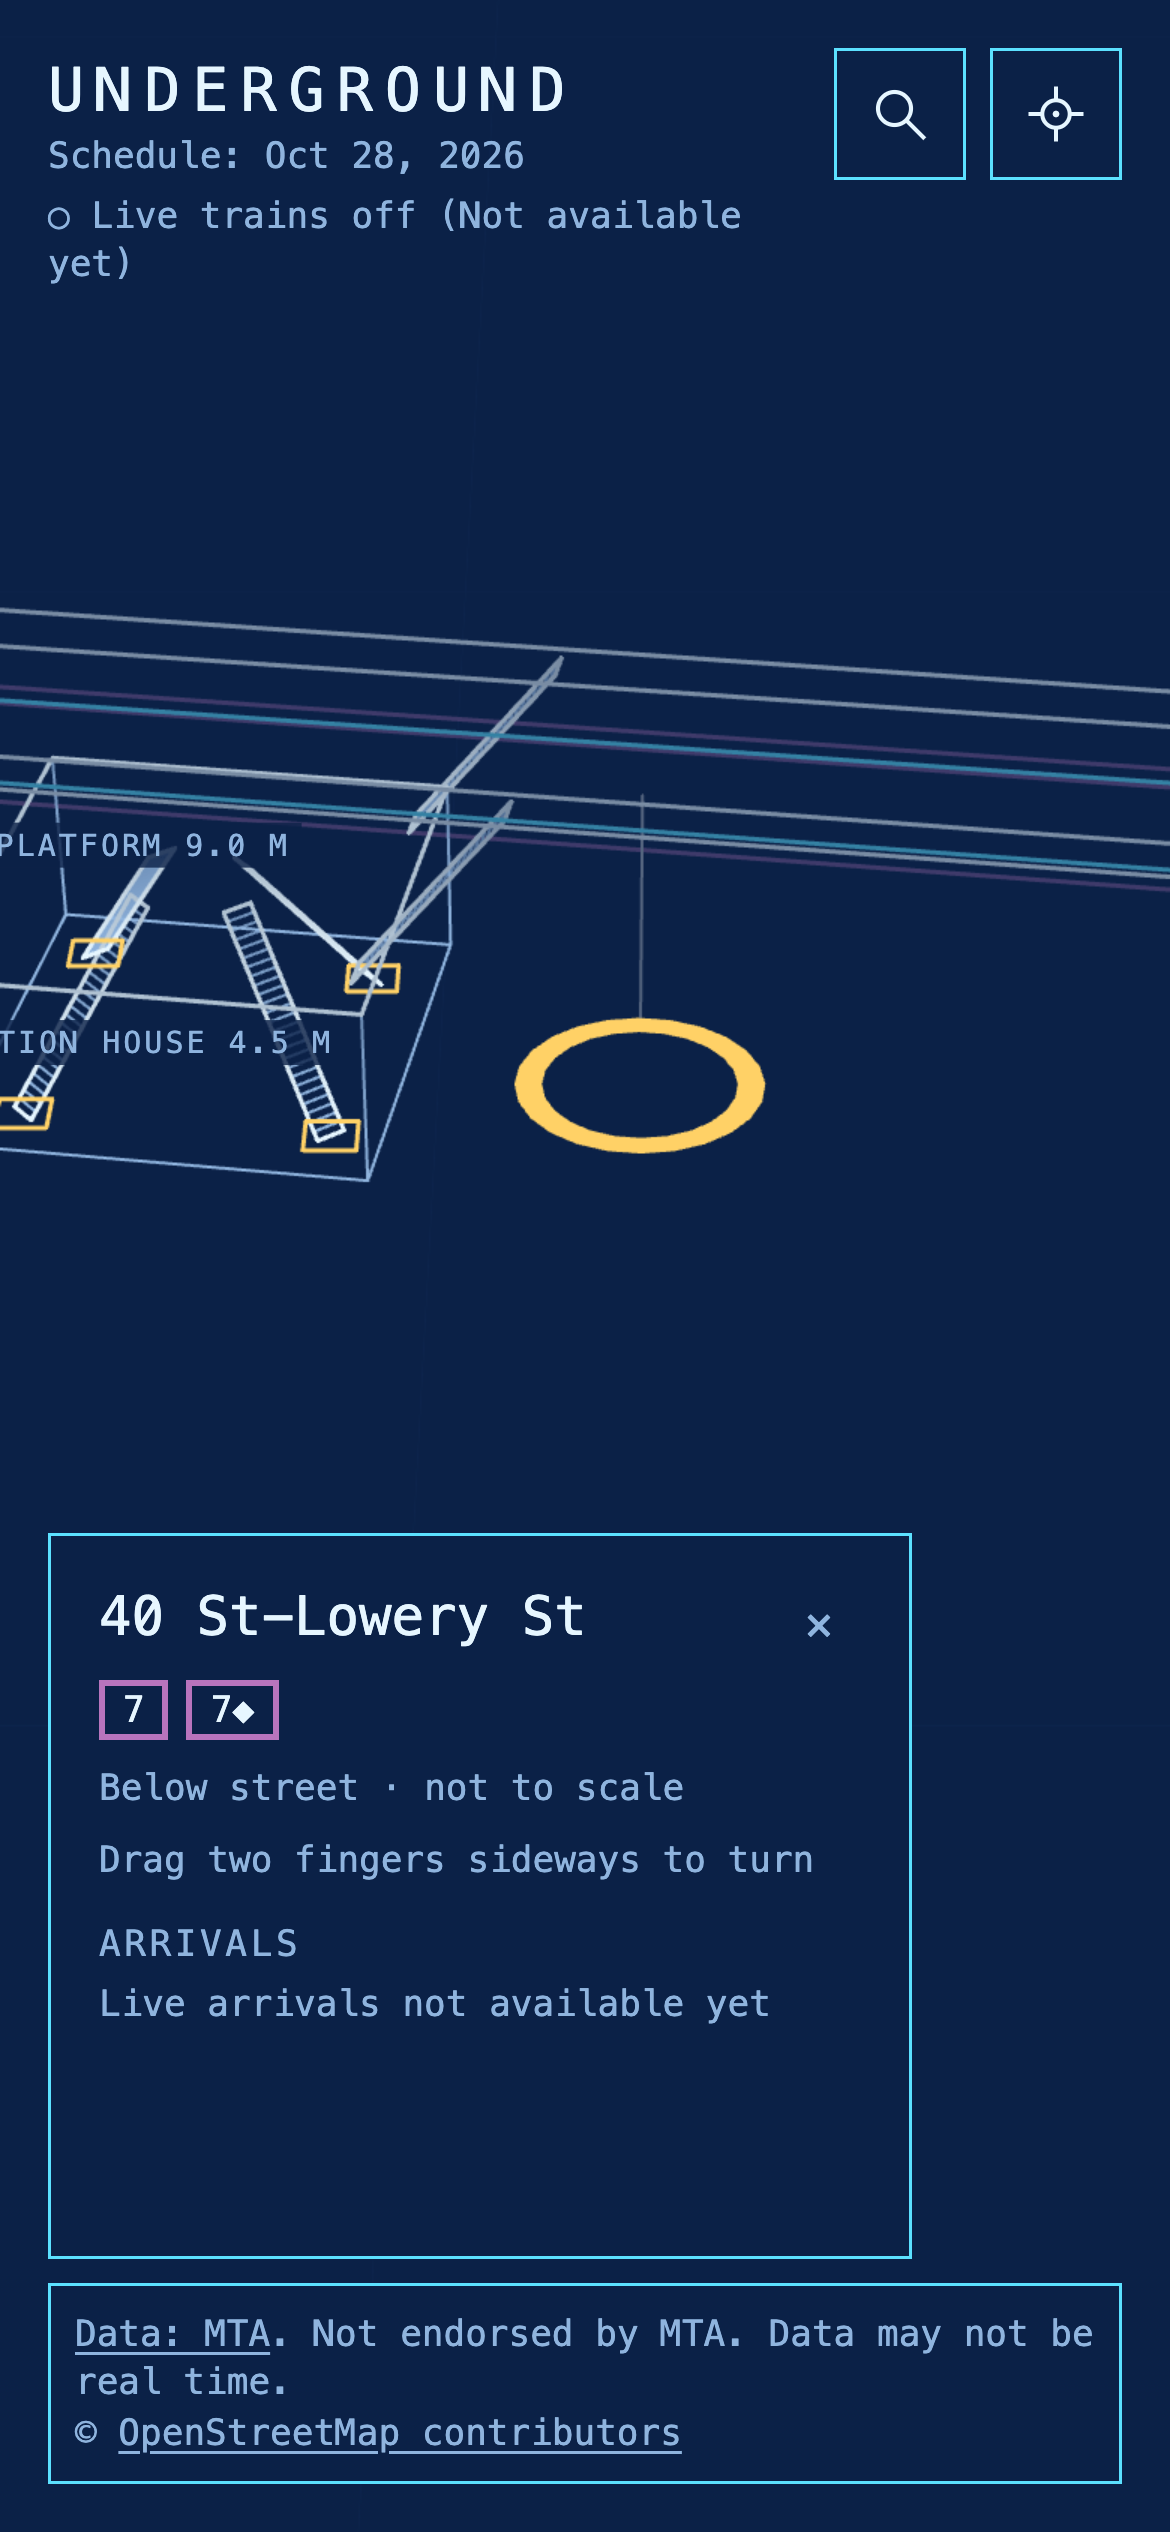 UNDERGROUND
Schedule: Oct 28, 2026
○ Live trains off (Not available
yet)
PLATFORM 9.0 M
TION HOUSE 4.5 M
40 St–Lowery St
×
7 7◆
Below street · not to scale
Drag two fingers sideways to turn
ARRIVALS
Live arrivals not available yet
Data: MTA. Not endorsed by MTA. Data may not be
real time.
© OpenStreetMap contributors